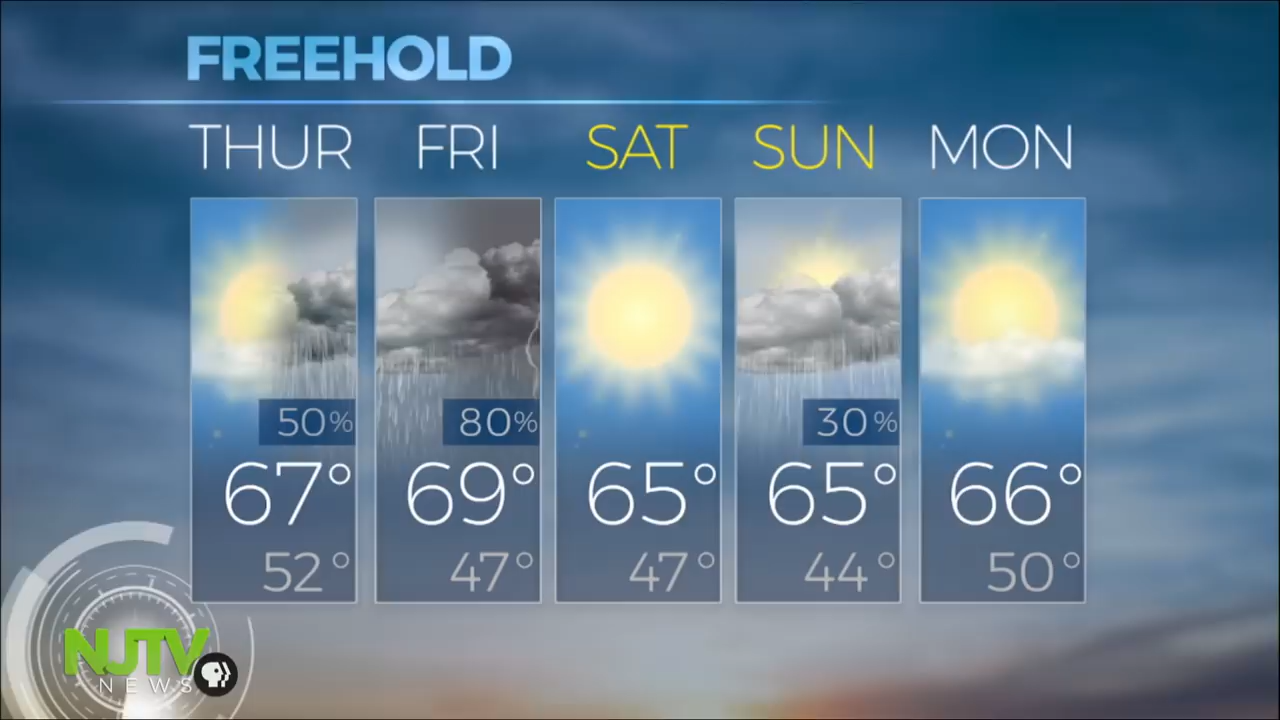 FREEHOLD
THUR FRI SAT SUN MON
50% 80% 30%
67° 69° 65° 65° 66°
52° 47° 47° 44° 50°
NJTV
NEWS